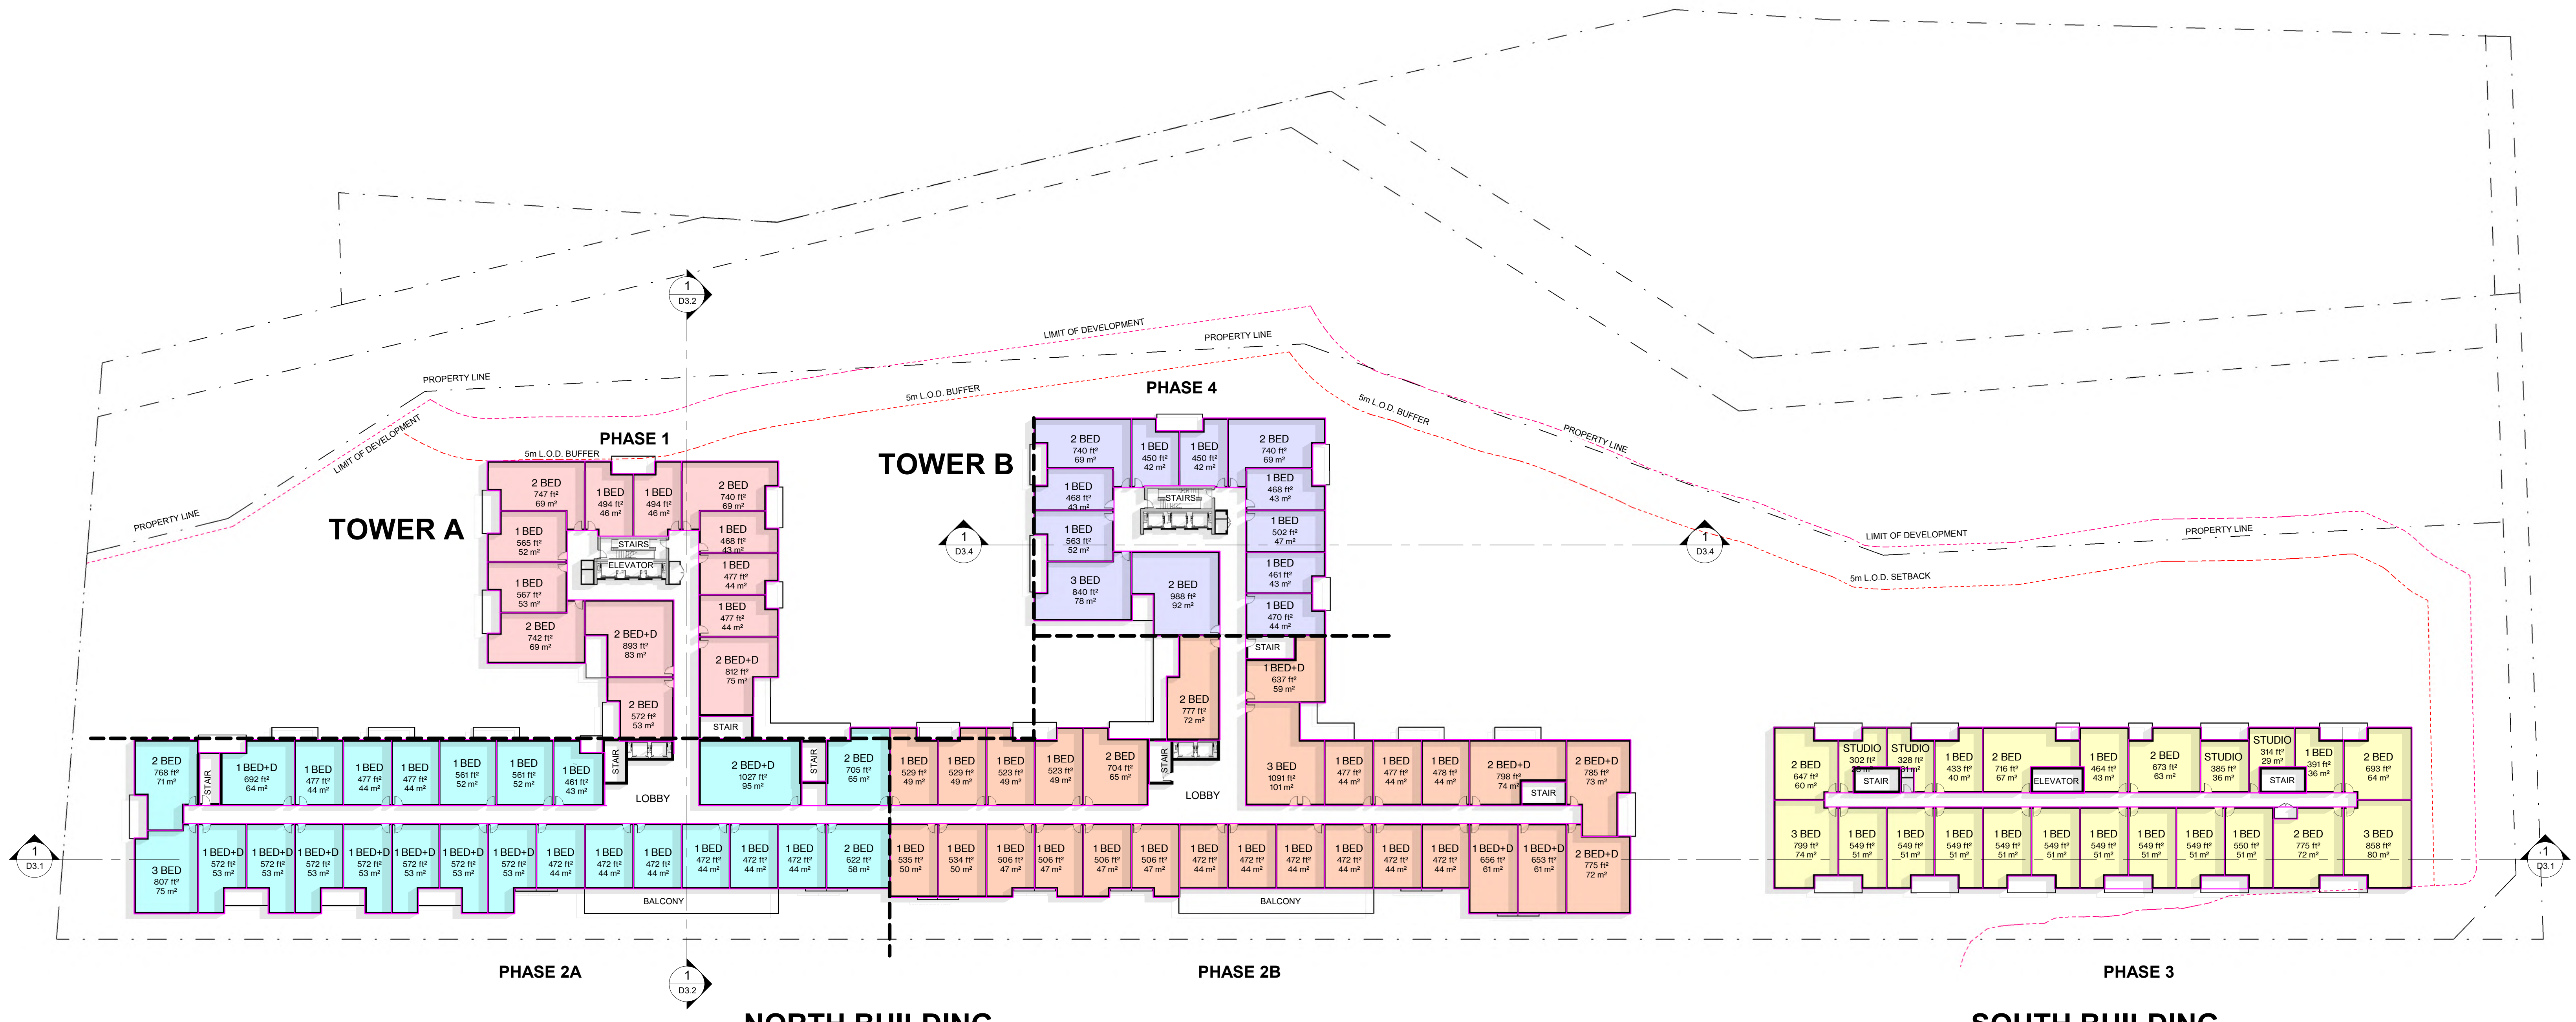 1
D3.2
LIMIT OF DEVELOPMENT
PROPERTY LINE
PROPERTY LINE
5m L.O.D. BUFFER
PHASE 4
5m L.O.D. BUFFER
PROPERTY LINE
LIMIT OF DEVELOPMENT
PROPERTY LINE
PHASE 1
5m L.O.D. BUFFER
TOWER A
TOWER B
LIMIT OF DEVELOPMENT
PROPERTY LINE
5m L.O.D. SETBACK
1
D3.4
1
D3.4
2 BED
747 ft²
69 m²
1 BED
494 ft²
46 m²
1 BED
494 ft²
46 m²
2 BED
740 ft²
69 m²
1 BED
565 ft²
52 m²
STAIRS
ELEVATOR
1 BED
468 ft²
43 m²
1 BED
477 ft²
44 m²
1 BED
567 ft²
53 m²
1 BED
477 ft²
44 m²
2 BED
742 ft²
69 m²
2 BED+D
893 ft²
83 m²
2 BED+D
812 ft²
75 m²
2 BED
572 ft²
53 m²
STAIR
2 BED
740 ft²
69 m²
1 BED
450 ft²
42 m²
1 BED
450 ft²
42 m²
2 BED
740 ft²
69 m²
1 BED
468 ft²
43 m²
STAIRS
1 BED
468 ft²
43 m²
1 BED
563 ft²
52 m²
1 BED
502 ft²
47 m²
3 BED
840 ft²
78 m²
2 BED
988 ft²
92 m²
1 BED
461 ft²
43 m²
1 BED
470 ft²
44 m²
STAIR
1 BED+D
637 ft²
59 m²
2 BED
777 ft²
72 m²
2 BED
768 ft²
71 m²
STAIR
1 BED+D
692 ft²
64 m²
1 BED
477 ft²
44 m²
1 BED
477 ft²
44 m²
1 BED
477 ft²
44 m²
1 BED
561 ft²
52 m²
1 BED
561 ft²
52 m²
1 BED
461 ft²
43 m²
STAIR
LOBBY
2 BED+D
1027 ft²
95 m²
STAIR
2 BED
705 ft²
65 m²
1 BED
529 ft²
49 m²
1 BED
529 ft²
49 m²
1 BED
523 ft²
49 m²
1 BED
523 ft²
49 m²
2 BED
704 ft²
65 m²
STAIR
LOBBY
3 BED
1091 ft²
101 m²
1 BED
477 ft²
44 m²
1 BED
477 ft²
44 m²
1 BED
478 ft²
44 m²
2 BED+D
798 ft²
74 m²
STAIR
2 BED+D
785 ft²
73 m²
1
D3.1
3 BED
807 ft²
75 m²
1 BED+D
572 ft²
53 m²
1 BED+D
572 ft²
53 m²
1 BED+D
572 ft²
53 m²
1 BED+D
572 ft²
53 m²
1 BED+D
572 ft²
53 m²
1 BED+D
572 ft²
53 m²
1 BED+D
572 ft²
53 m²
1 BED
472 ft²
44 m²
1 BED
472 ft²
44 m²
1 BED
472 ft²
44 m²
1 BED
472 ft²
44 m²
1 BED
472 ft²
44 m²
1 BED
472 ft²
44 m²
2 BED
622 ft²
58 m²
BALCONY
1 BED
535 ft²
50 m²
1 BED
534 ft²
50 m²
1 BED
506 ft²
47 m²
1 BED
506 ft²
47 m²
1 BED
506 ft²
47 m²
1 BED
506 ft²
47 m²
1 BED
472 ft²
44 m²
1 BED
472 ft²
44 m²
1 BED
472 ft²
44 m²
1 BED
472 ft²
44 m²
1 BED
472 ft²
44 m²
1 BED
472 ft²
44 m²
1 BED+D
656 ft²
61 m²
1 BED+D
653 ft²
61 m²
2 BED+D
775 ft²
72 m²
BALCONY
2 BED
647 ft²
60 m²
STUDIO
302 ft²
STAIR
STUDIO
328 ft²
1 BED
433 ft²
40 m²
2 BED
716 ft²
67 m²
ELEVATOR
1 BED
464 ft²
43 m²
2 BED
673 ft²
63 m²
STUDIO
385 ft²
36 m²
STUDIO
314 ft²
29 m²
STAIR
1 BED
391 ft²
36 m²
2 BED
693 ft²
64 m²
3 BED
799 ft²
74 m²
1 BED
549 ft²
51 m²
1 BED
549 ft²
51 m²
1 BED
549 ft²
51 m²
1 BED
549 ft²
51 m²
1 BED
549 ft²
51 m²
1 BED
549 ft²
51 m²
1 BED
549 ft²
51 m²
1 BED
549 ft²
51 m²
1 BED
550 ft²
51 m²
2 BED
775 ft²
72 m²
3 BED
858 ft²
80 m²
1
D3.1
PHASE 2A
1
D3.2
PHASE 2B
PHASE 3
NORTH BUILDING
SOUTH BUILDING